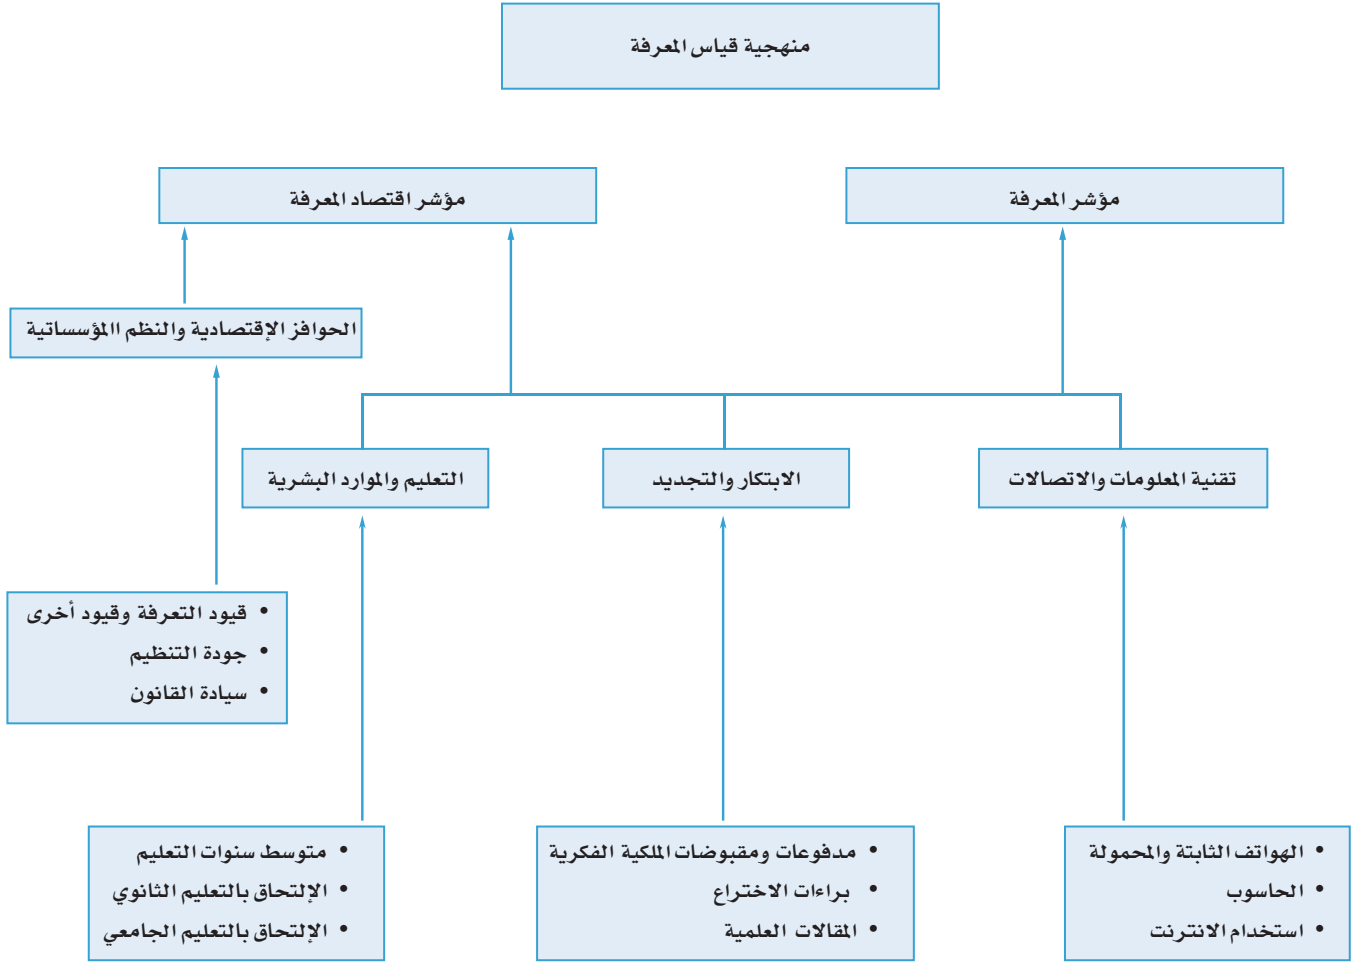 منهجية قياس المعرفة
مؤشر المعرفة
مؤشر اقتصاد المعرفة
الحوافز الإقتصادية والنظم االمؤسساتية
تقنية المعلومات والاتصالات
الابتكار والتجديد
التعليم والموارد البشرية
• قيود التعرفة وقيود أخرى
• جودة التنظيم
• سيادة القانون
• الهواتف الثابتة والمحمولة
• الحاسوب
• استخدام الانترنت
• مدفوعات ومقبوضات الملكية الفكرية
• براءات الاختراع
• المقالات العلمية
• متوسط سنوات التعليم
• الإلتحاق بالتعليم الثانوي
• الإلتحاق بالتعليم الجامعي